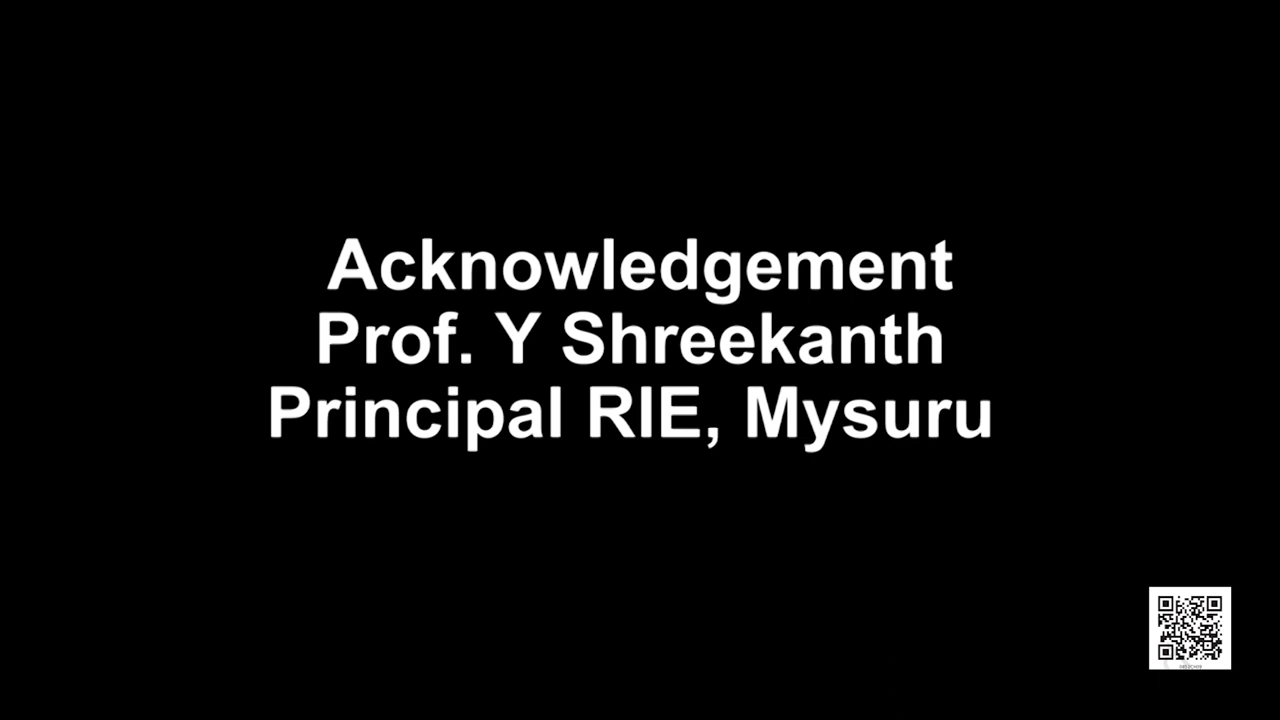 Acknowledgement
Prof. Y Shreekanth
Principal RIE, Mysuru